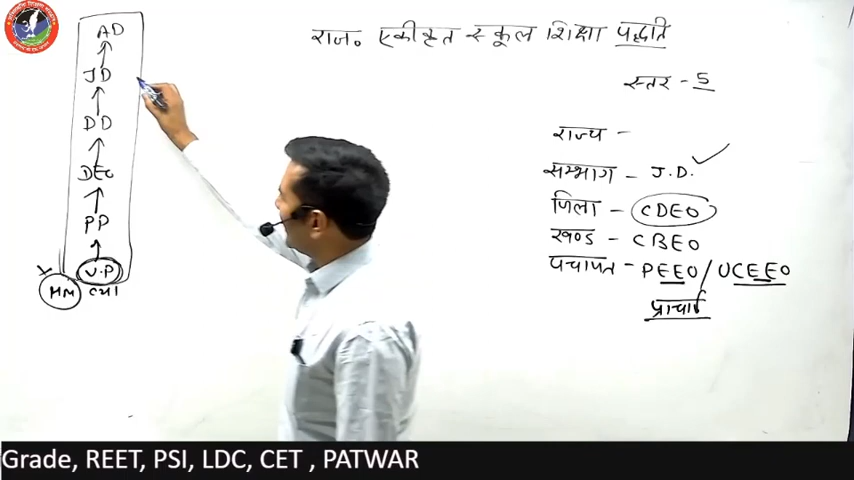 AD
JD
DD
DEO
PP
V.P
HM व्या
राज० एकीकृत स्कूल शिक्षा पद्धति
स्तर - 5
राज्य -
सम्भाग - J.D.
जिला - CDEO
खण्ड - CBEO
पंचायत - PEEO / UCEEO
प्राचार्य
Grade, REET, PSI, LDC, CET , PATWAR